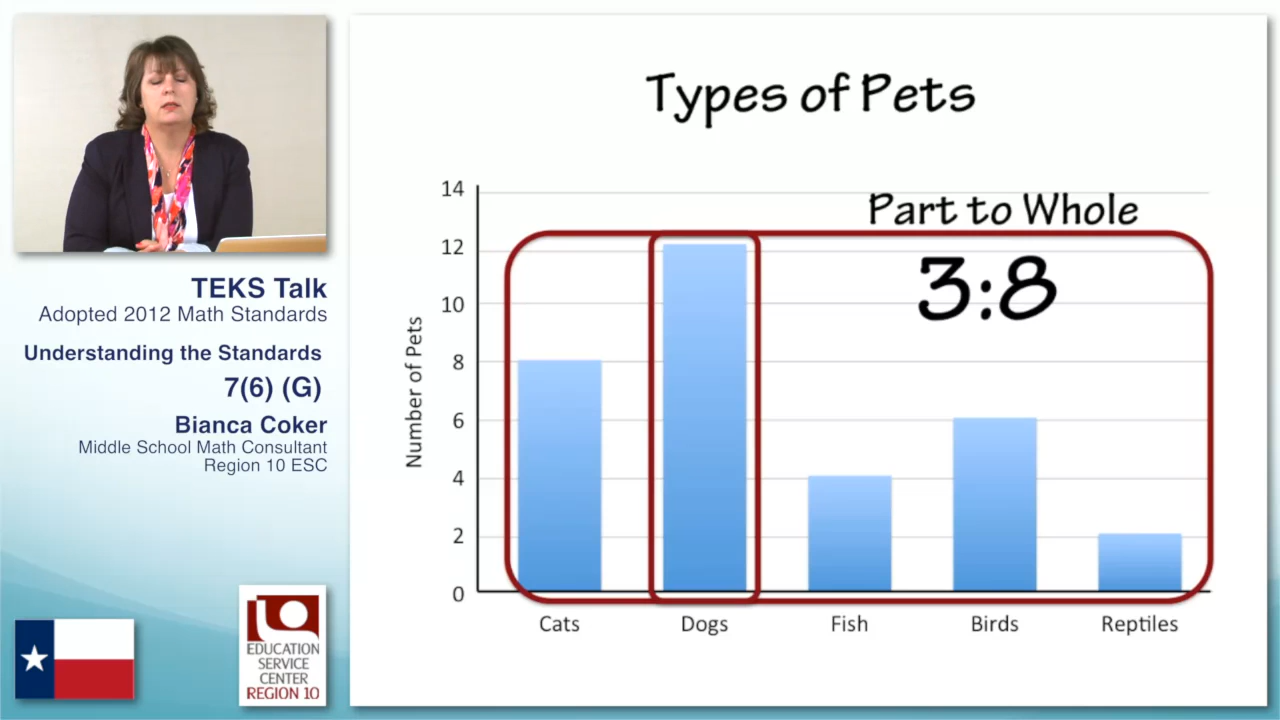 TEKS Talk
Adopted 2012 Math Standards
Understanding the Standards
7(6) (G)
Bianca Coker
Middle School Math Consultant
Region 10 ESC
EDUCATION
SERVICE
CENTER
REGION 10
Types of Pets
Part to Whole
3:8
Number of Pets
14
12
10
8
6
4
2
0
Cats Dogs Fish Birds Reptiles